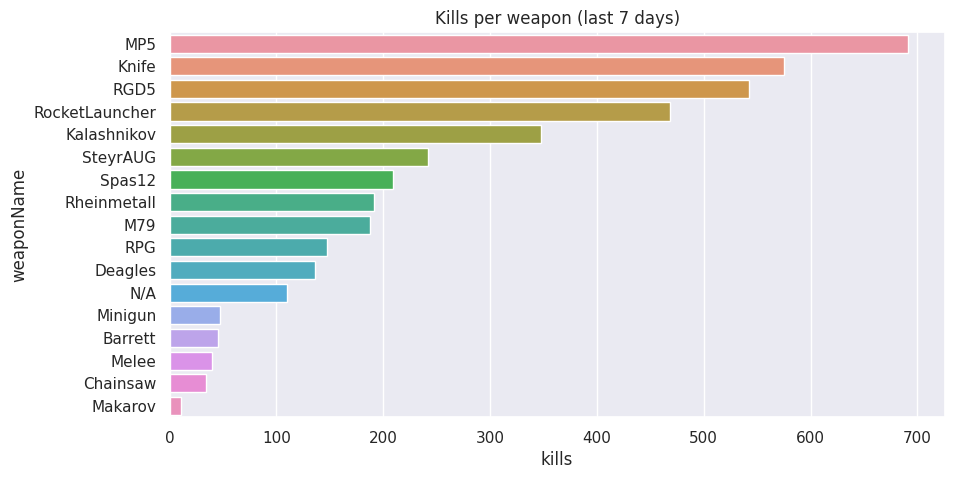 Kills per weapon (last 7 days)
weaponName
MP5
Knife
RGD5
RocketLauncher
Kalashnikov
SteyrAUG
Spas12
Rheinmetall
M79
RPG
Deagles
N/A
Minigun
Barrett
Melee
Chainsaw
Makarov
0 100 200 300 400 500 600 700
kills